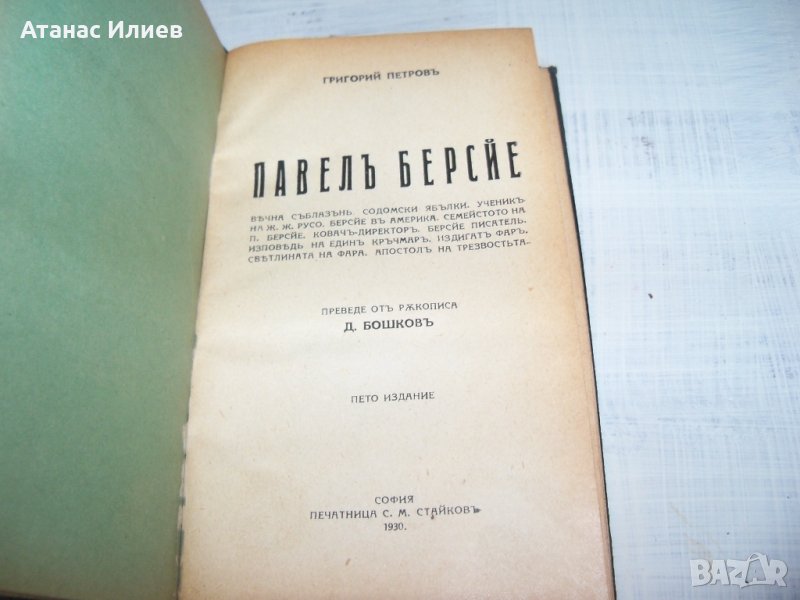 Атанас Илиев
ГРИГОРИЙ ПЕТРОВЪ
ПАВЕЛЪ БЕРСЙЕ
ВѢЧНА СЪБЛАЗЪНЬ. СОДОМСКИ ЯБЪЛКИ. УЧЕНИКЪ-
НА Ж. Ж. РУСО. БЕРСЙЕ ВЪ АМЕРИКА. СЕМЕЙСТОТО НА
П. БЕРСЙЕ. КОВАЧЪ-ДИРЕКТОРЪ. БЕРСЙЕ ПИСАТЕЛЬ.
ИЗПОВѢДЬ НА ЕДИНЪ КРЪЧМАРЪ. ИЗДИГАТЪ ФАРЪ.
СВѢТЛИНАТА НА ФАРА. АПОСТОЛЪ НА ТРЕЗВОСТЬТА-
ПРЕВЕДЕ ОТЪ РѪКОПИСА
Д. БОШКОВЪ
ПЕТО ИЗДАНИЕ
СОФИЯ
ПЕЧАТНИЦА С. М. СТАЙКОВЪ
1930.
BAZAR